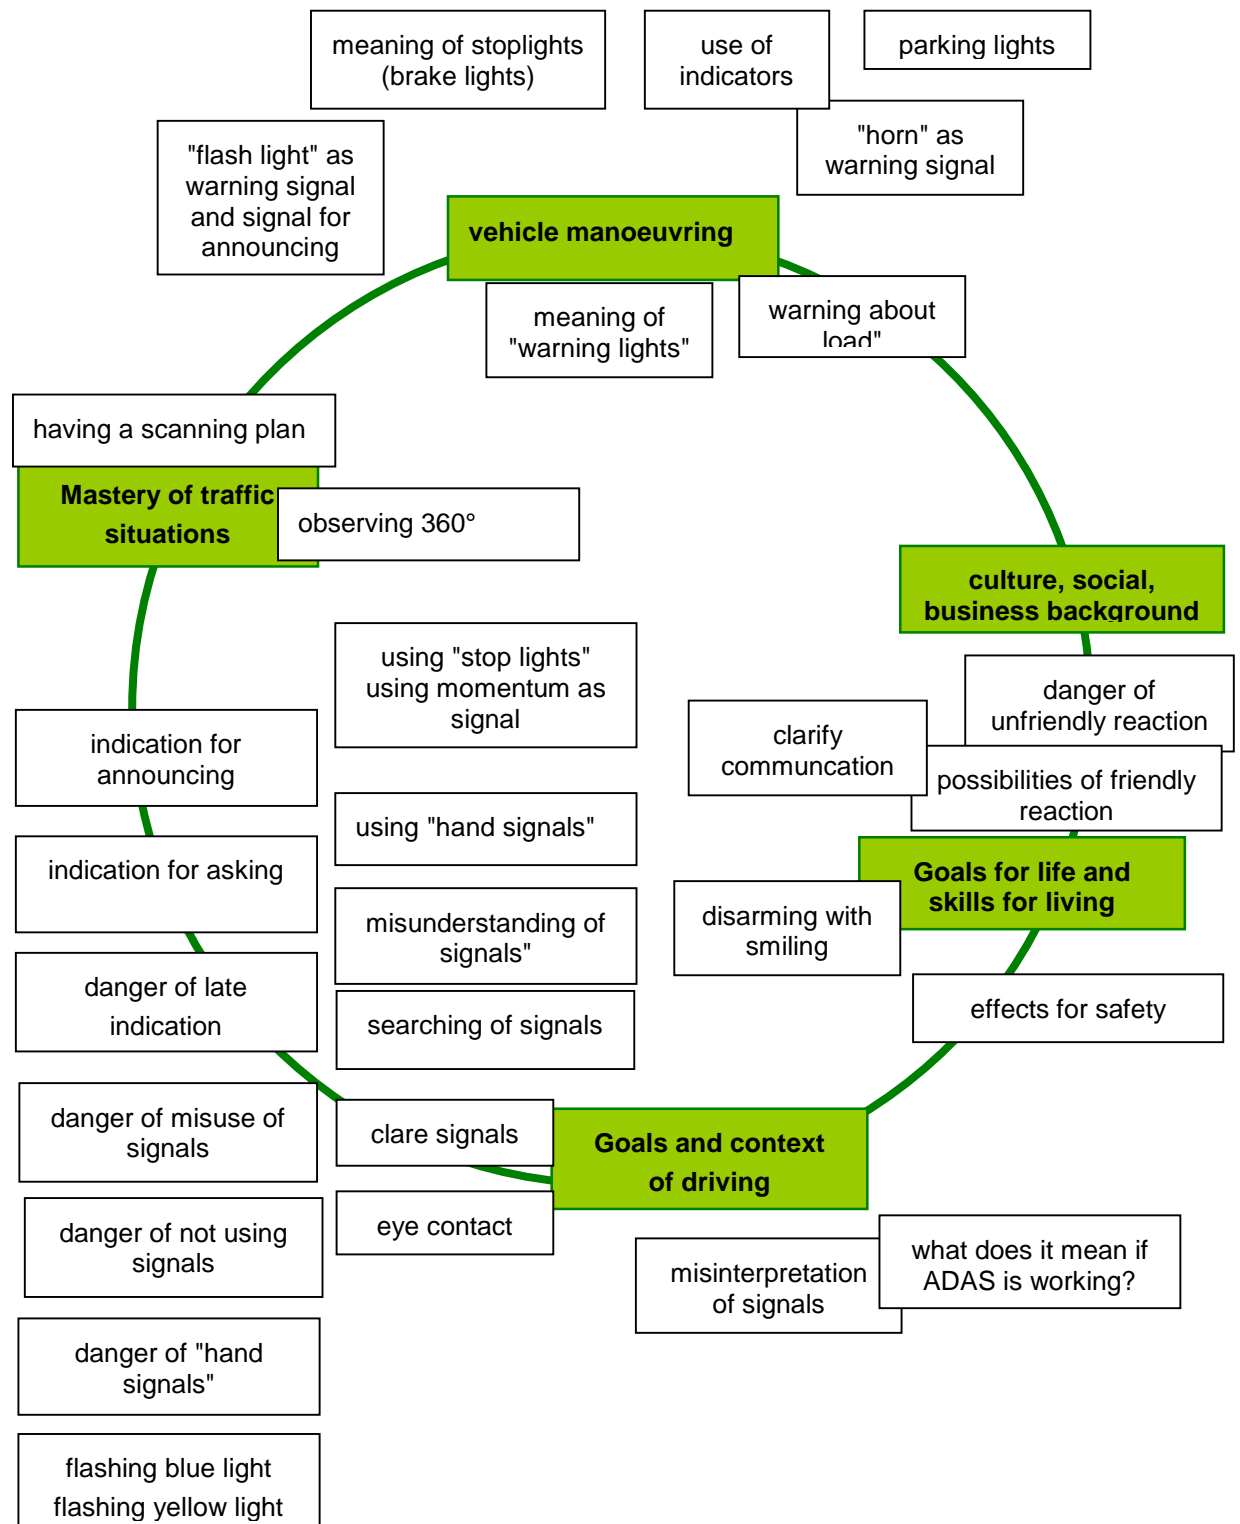 meaning of stoplights
(brake lights)
use of
indicators
parking lights
"horn" as
warning signal
"flash light" as
warning signal
and signal for
announcing
vehicle manoeuvring
meaning of
"warning lights"
warning about
load"
having a scanning plan
Mastery of traffic
situations
observing 360°
culture, social,
business background
using "stop lights"
using momentum as
signal
danger of
unfriendly reaction
clarify
communcation
possibilities of friendly
reaction
indication for
announcing
using "hand signals"
indication for asking
Goals for life and
skills for living
disarming with
smiling
misunderstanding of
signals"
danger of late
indication
searching of signals
effects for safety
danger of misuse of
signals
clare signals
Goals and context
of driving
eye contact
danger of not using
signals
misinterpretation
of signals
what does it mean if
ADAS is working?
danger of "hand
signals"
flashing blue light
flashing yellow light